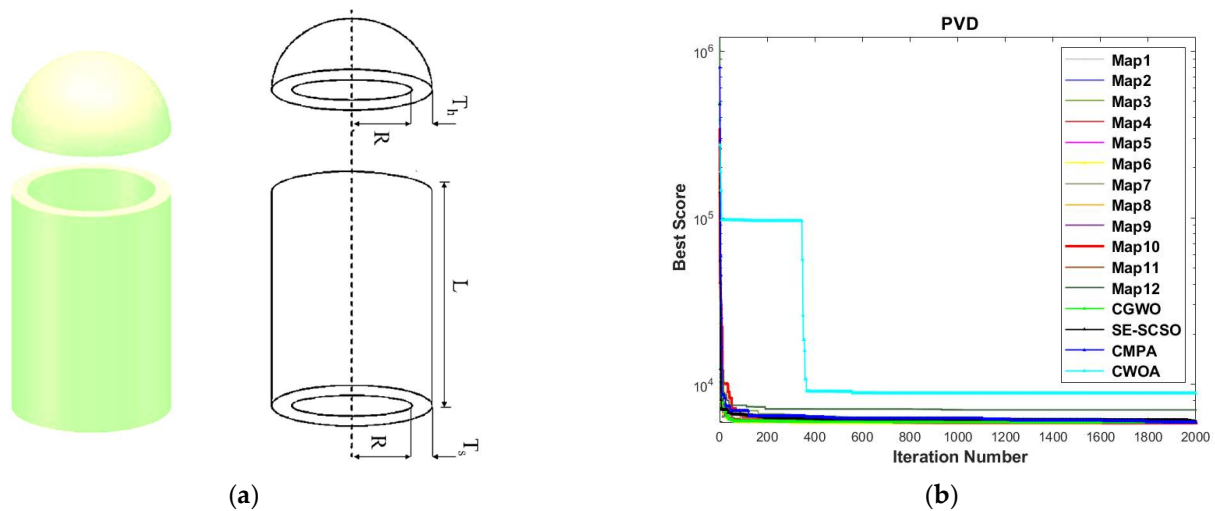 T_h
R
L
R
T_s
(a)
PVD
Best Score
10^6
10^5
10^4
0 200 400 600 800 1000 1200 1400 1600 1800 2000
Iteration Number
Map1
Map2
Map3
Map4
Map5
Map6
Map7
Map8
Map9
Map10
Map11
Map12
CGWO
SE-SCSO
CMPA
CWOA
(b)